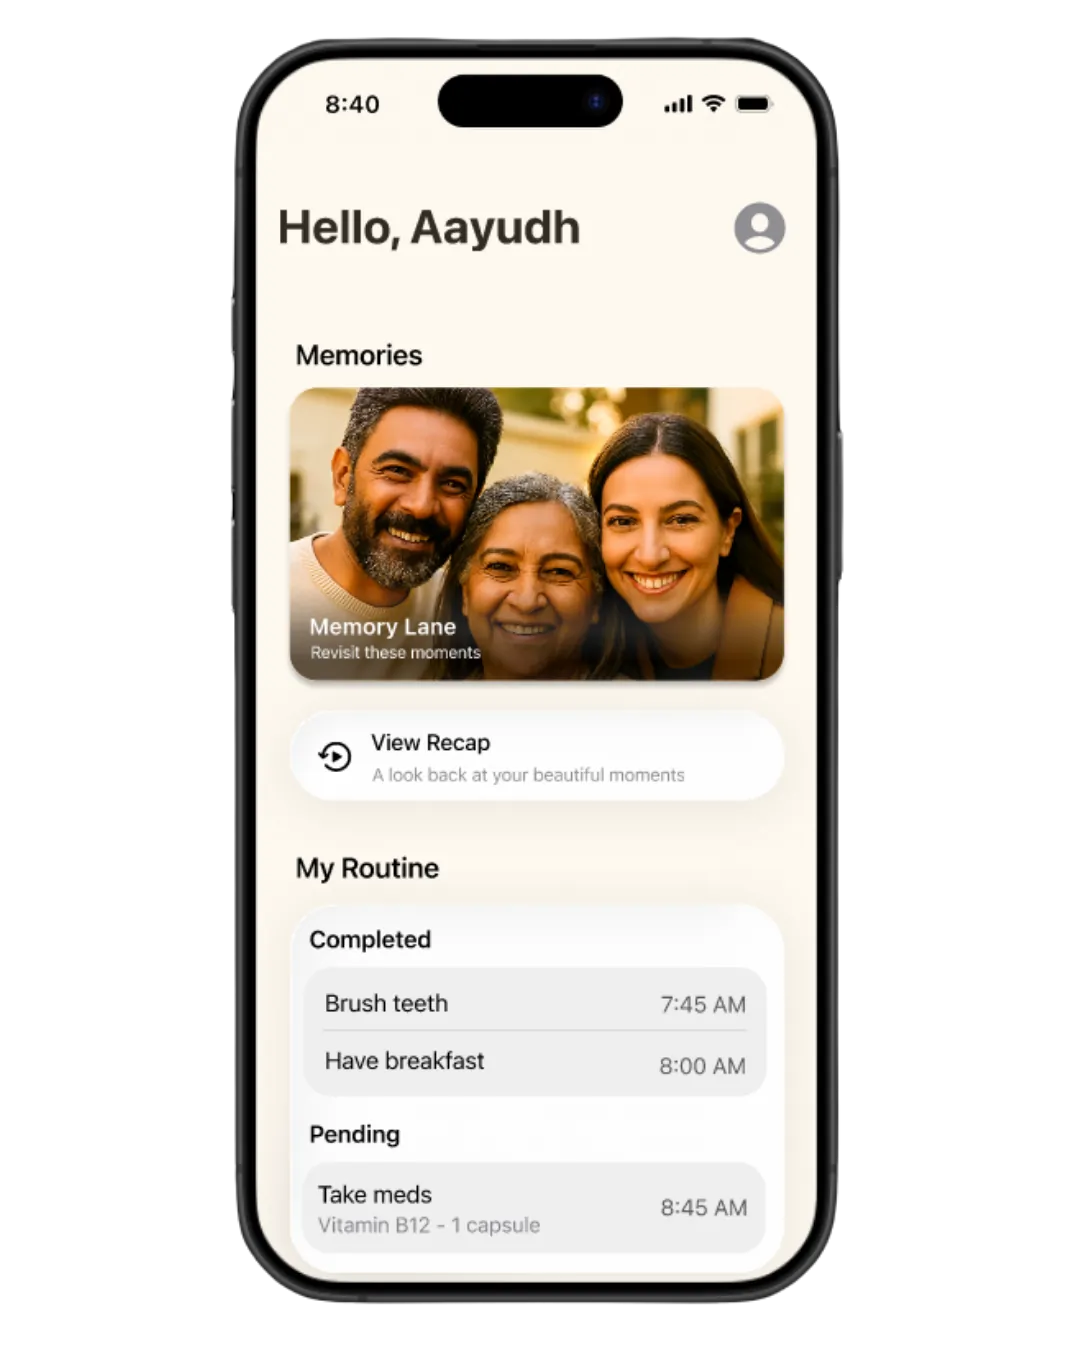 8:40
Hello, Aayudh
Memories
Memory Lane
Revisit these moments
View Recap
A look back at your beautiful moments
My Routine
Completed
Brush teeth 7:45 AM
Have breakfast 8:00 AM
Pending
Take meds 8:45 AM
Vitamin B12 - 1 capsule